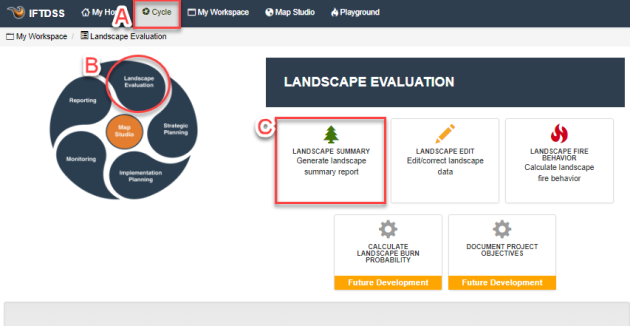 IFTDSS My Ho Cycle My Workspace Map Studio Playground
A
My Workspace / Landscape Evaluation
B
Landscape
Evaluation
Reporting
Strategic
Planning
Map
Studio
Monitoring
Implementation
Planning
LANDSCAPE EVALUATION
C
LANDSCAPE SUMMARY
Generate landscape
summary report
LANDSCAPE EDIT
Edit/correct landscape
data
LANDSCAPE FIRE
BEHAVIOR
Calculate landscape
fire behavior
CALCULATE
LANDSCAPE BURN
PROBABILITY
Future Development
DOCUMENT PROJECT
OBJECTIVES
Future Development